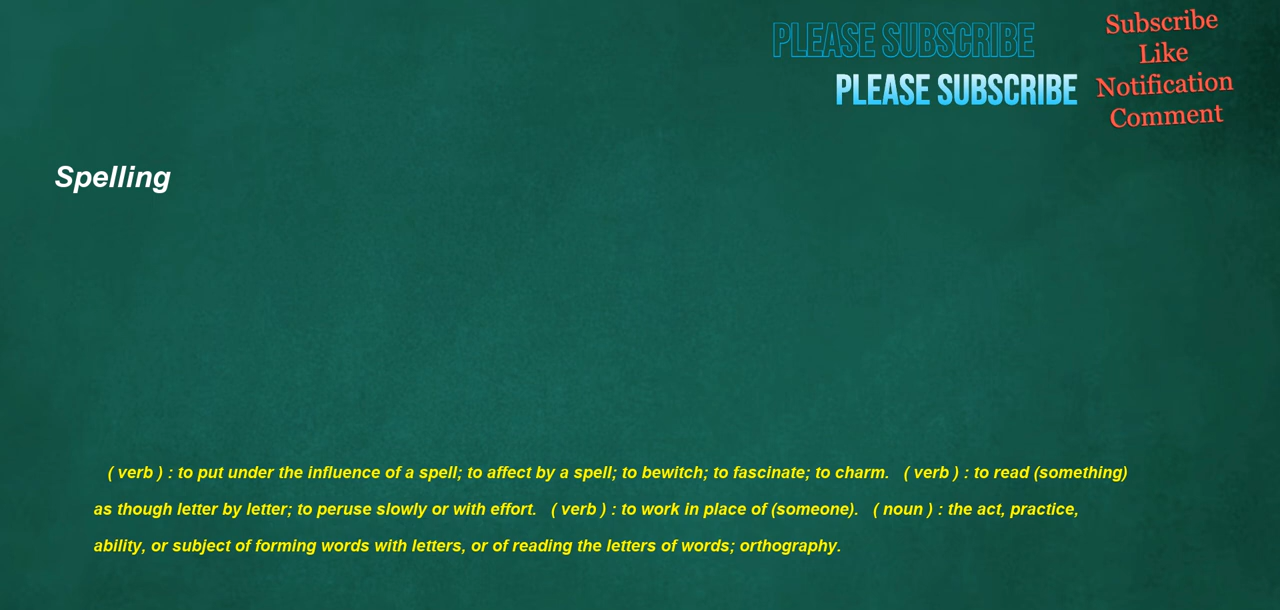 PLEASE SUBSCRIBE
PLEASE SUBSCRIBE
Subscribe
Like
Notification
Comment
Spelling
( verb ) : to put under the influence of a spell; to affect by a spell; to bewitch; to fascinate; to charm.   ( verb ) : to read (something)
as though letter by letter; to peruse slowly or with effort.   ( verb ) : to work in place of (someone).   ( noun ) : the act, practice,
ability, or subject of forming words with letters, or of reading the letters of words; orthography.